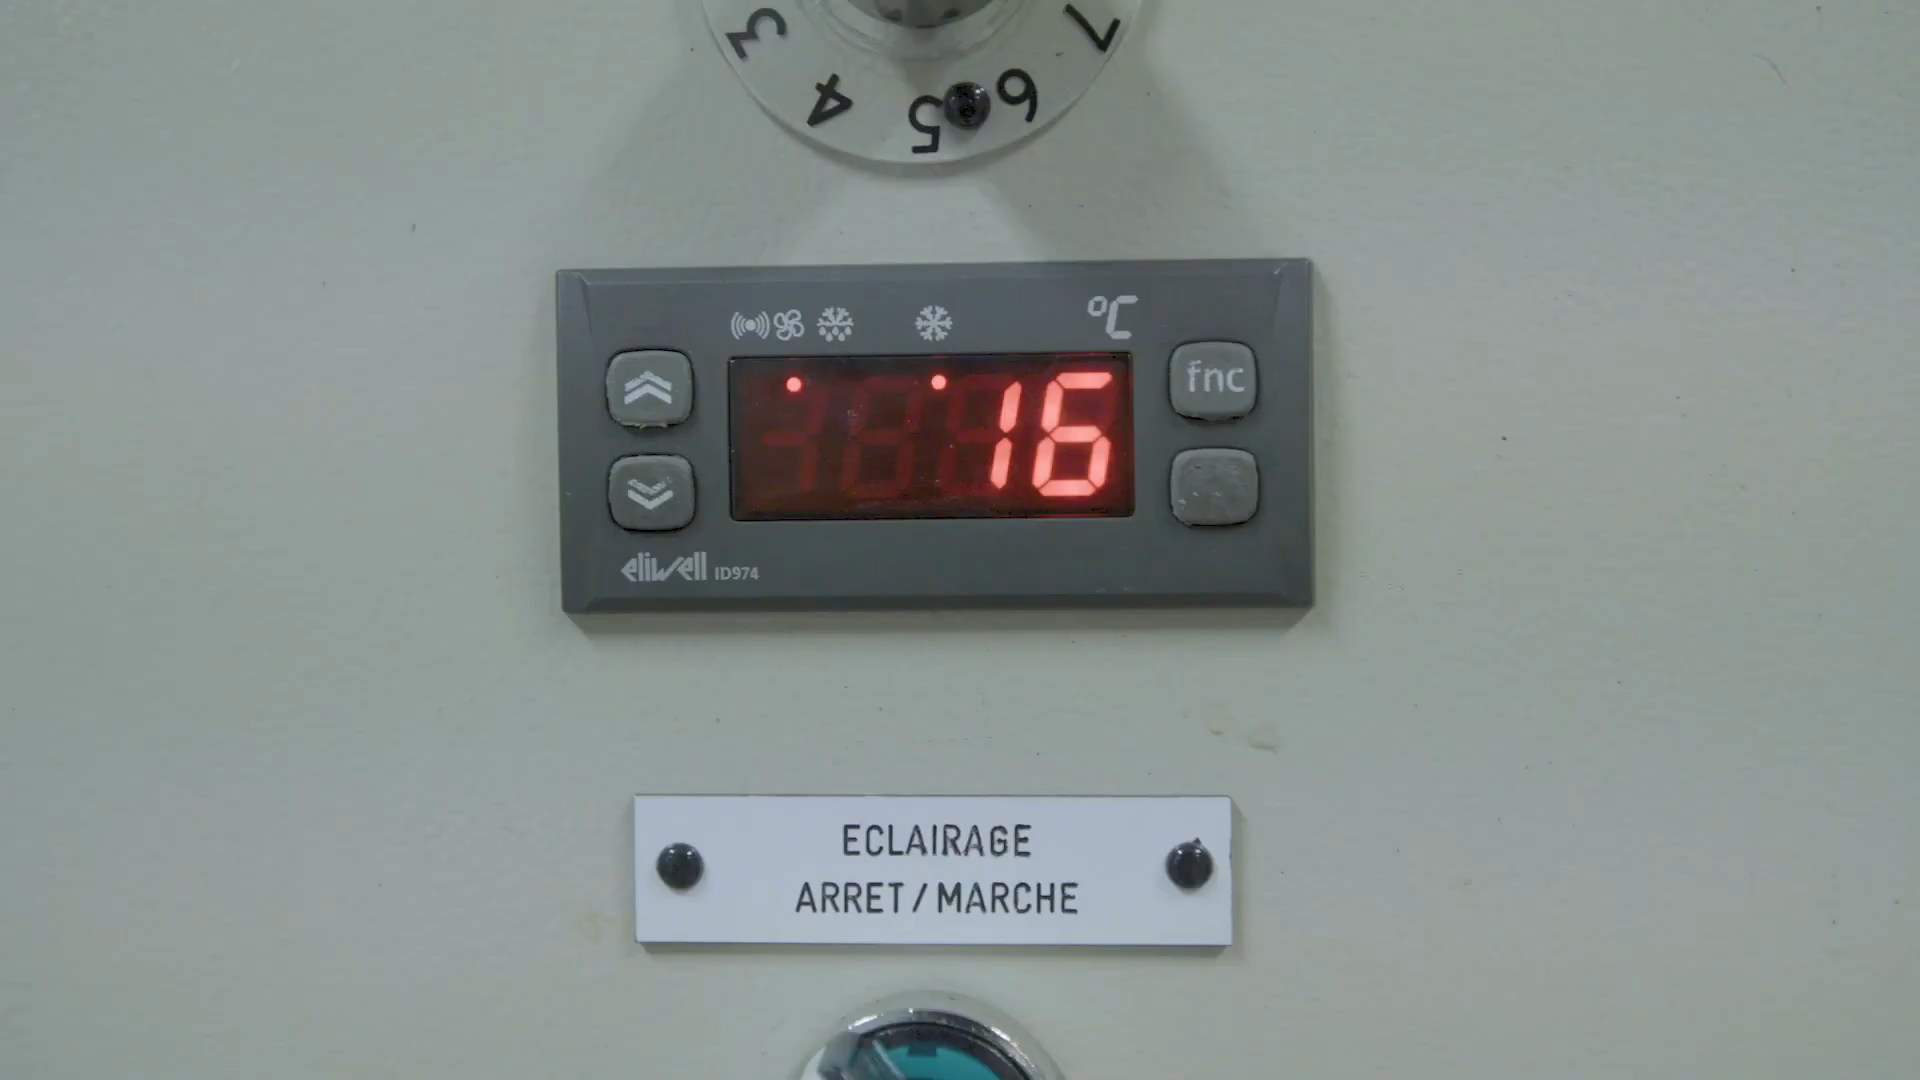 3 4 5 6 7
°C
16
fnc
eliwell ID974
ECLAIRAGE
ARRET/MARCHE